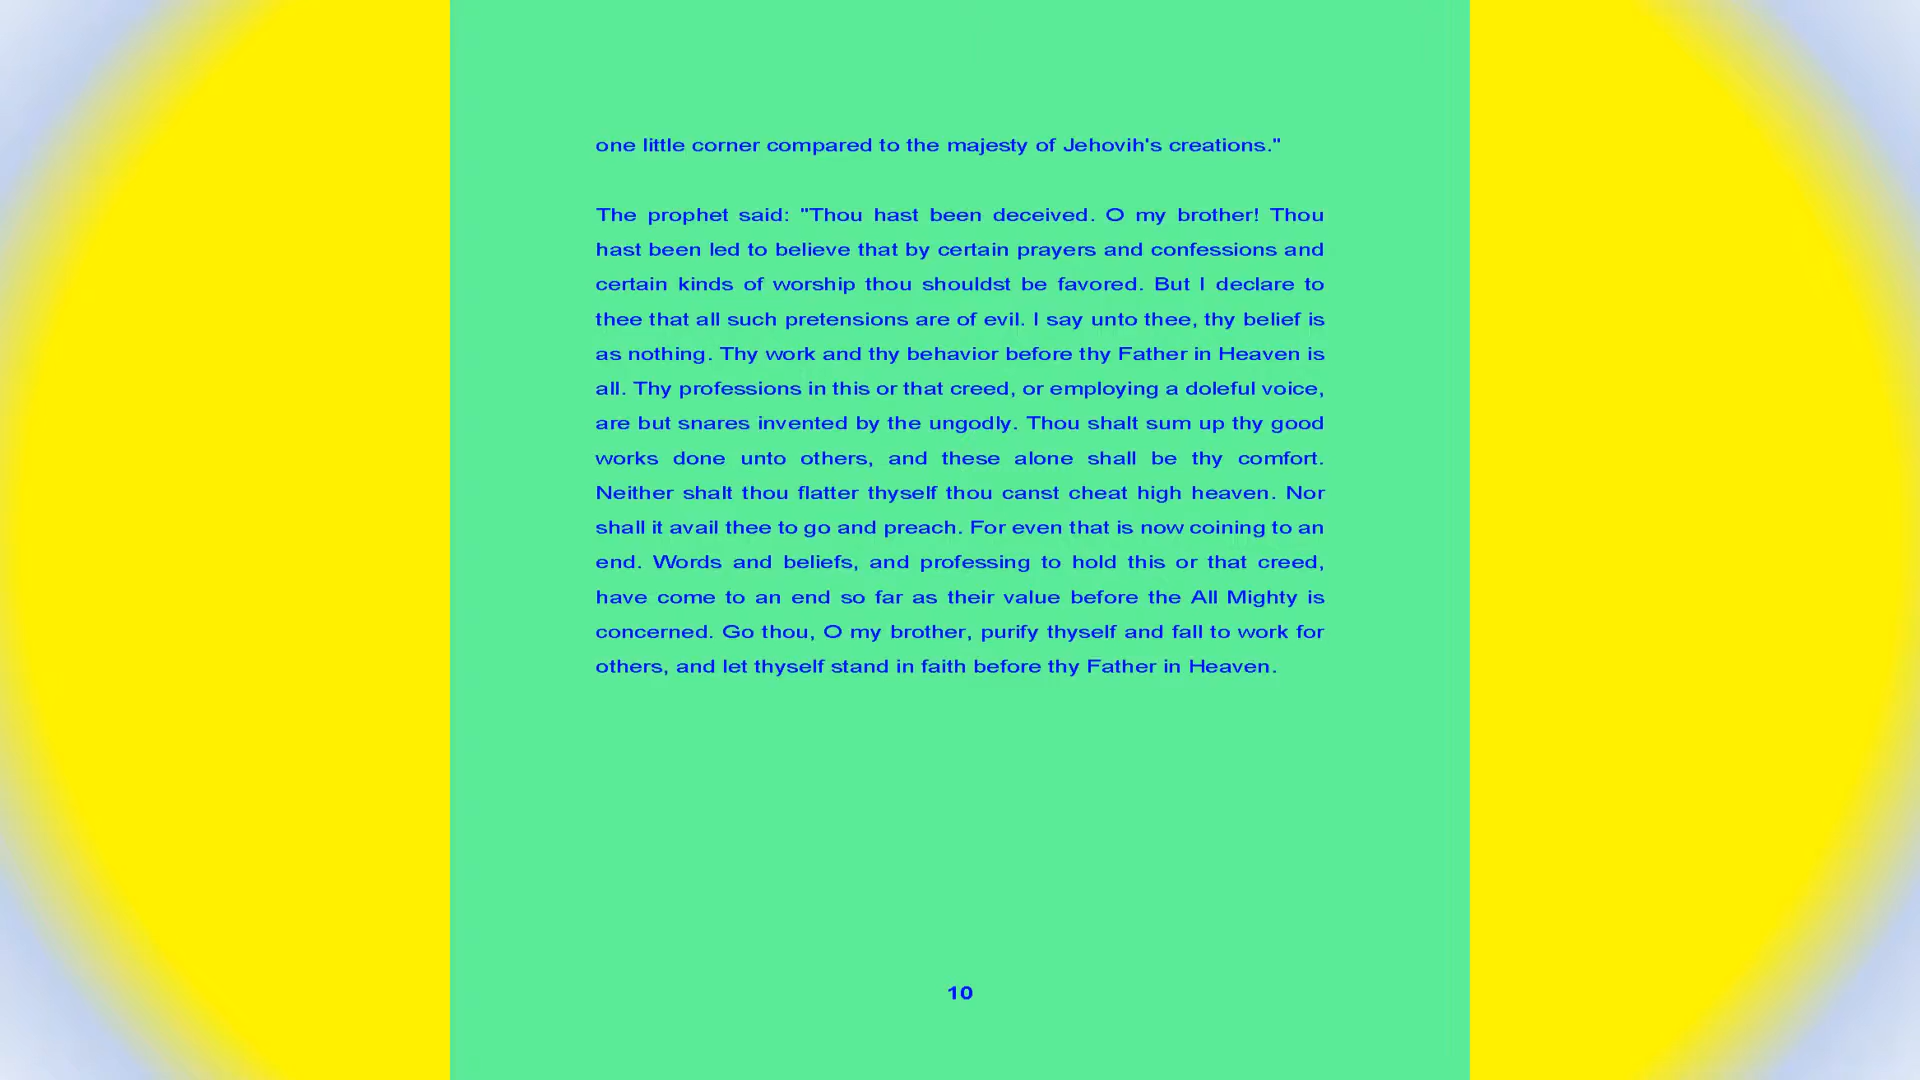 one little corner compared to the majesty of Jehovih's creations."
The prophet said: "Thou hast been deceived. O my brother! Thou
hast been led to believe that by certain prayers and confessions and
certain kinds of worship thou shouldst be favored. But I declare to
thee that all such pretensions are of evil. I say unto thee, thy belief is
as nothing. Thy work and thy behavior before thy Father in Heaven is
all. Thy professions in this or that creed, or employing a doleful voice,
are but snares invented by the ungodly. Thou shalt sum up thy good
works done unto others, and these alone shall be thy comfort.
Neither shalt thou flatter thyself thou canst cheat high heaven. Nor
shall it avail thee to go and preach. For even that is now coining to an
end. Words and beliefs, and professing to hold this or that creed,
have come to an end so far as their value before the All Mighty is
concerned. Go thou, O my brother, purify thyself and fall to work for
others, and let thyself stand in faith before thy Father in Heaven.
10